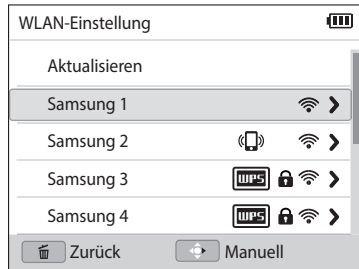 WLAN-Einstellung
Aktualisieren
Samsung 1
Samsung 2
Samsung 3 WPS
Samsung 4 WPS
Zurück Manuell